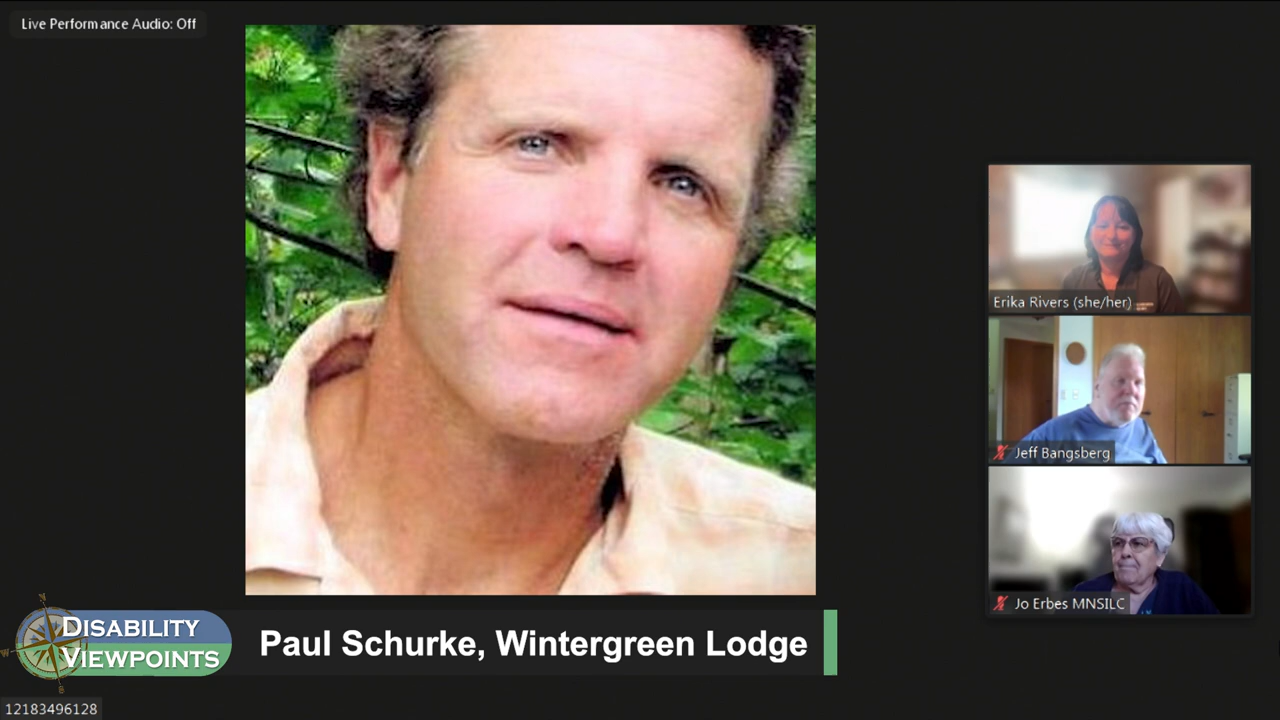 Live Performance Audio: Off
Erika Rivers (she/her)
Jeff Bangsberg
Jo Erbes MNSILC
DISABILITY
VIEWPOINTS
Paul Schurke, Wintergreen Lodge
12183496128